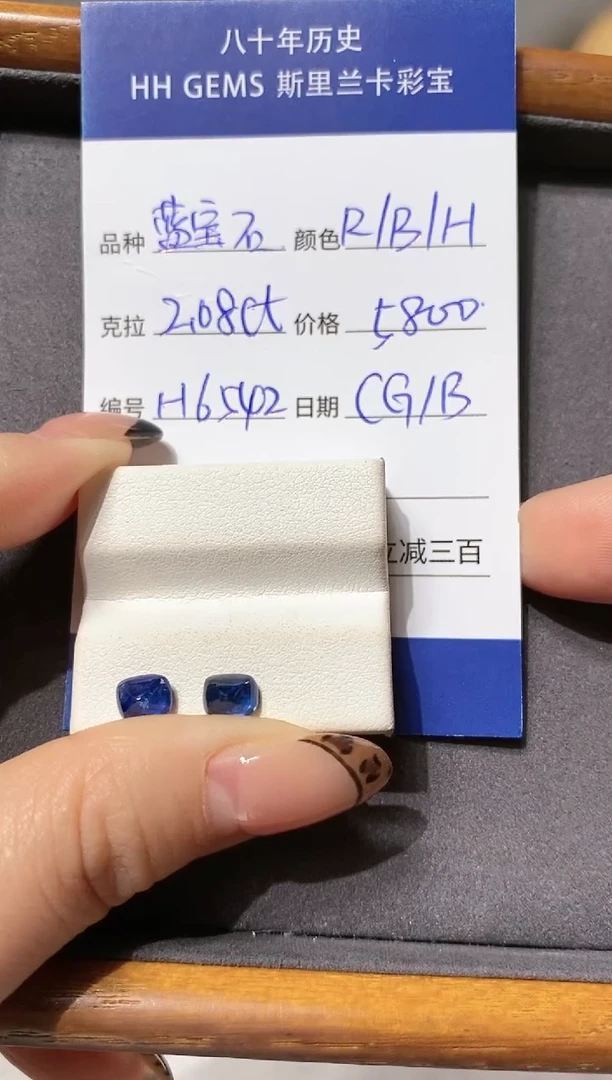 八十年历史
HH GEMS 斯里兰卡彩宝
品种 蓝宝石 颜色 R/B/H
克拉 2.08ct 价格 5800
编号 H6542 日期 CG/B
立减三百